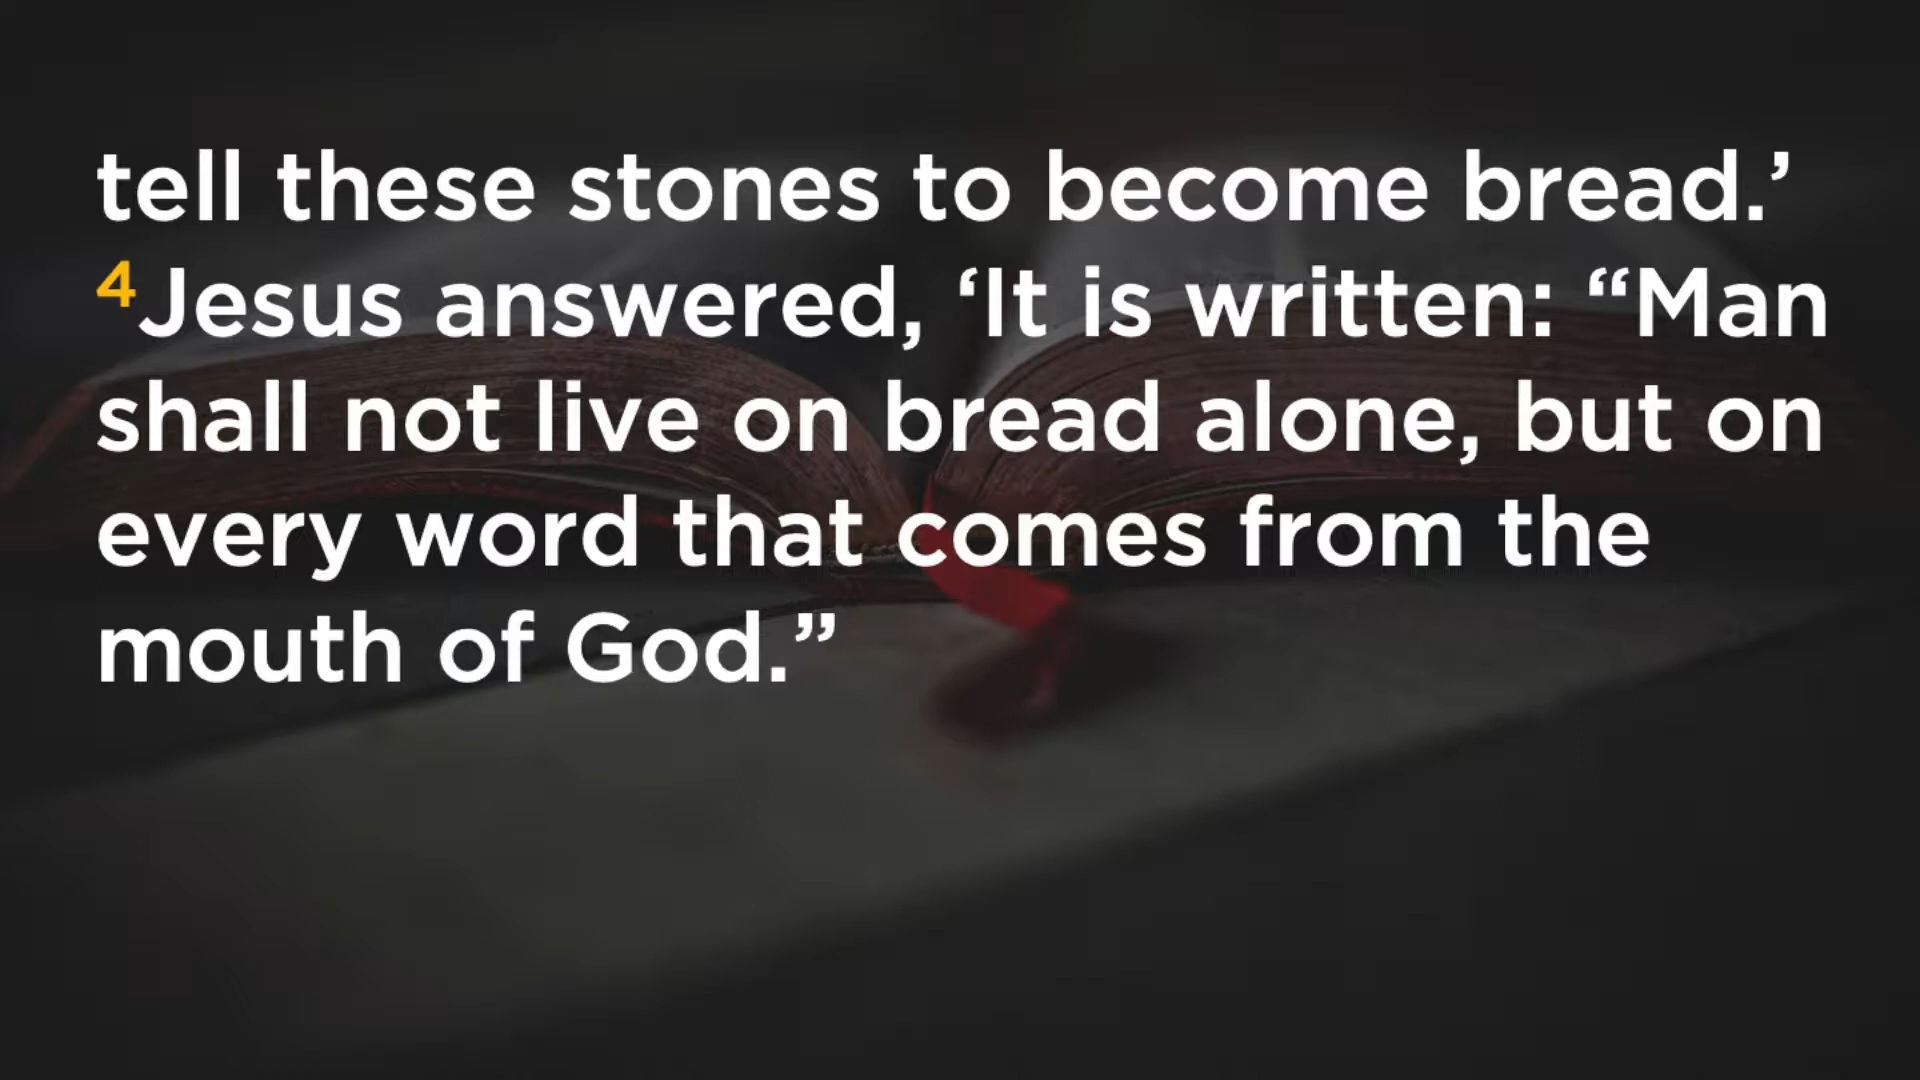 tell these stones to become bread.’
4Jesus answered, ‘It is written: “Man
shall not live on bread alone, but on
every word that comes from the
mouth of God.”